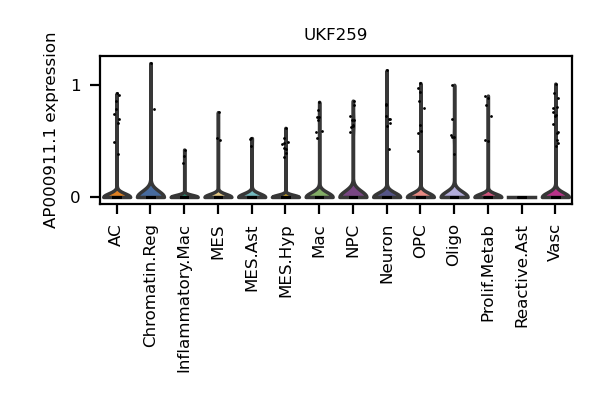 UKF259
AP000911.1 expression
1
0
AC
Chromatin.Reg
Inflammatory.Mac
MES
MES.Ast
MES.Hyp
Mac
NPC
Neuron
OPC
Oligo
Prolif.Metab
Reactive.Ast
Vasc